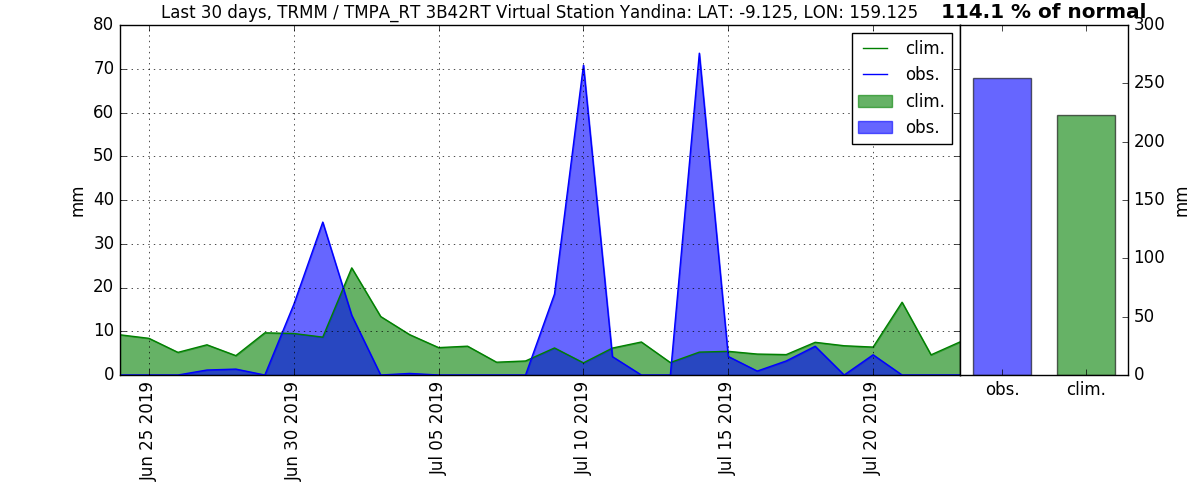 Last 30 days, TRMM / TMPA_RT 3B42RT Virtual Station Yandina: LAT: -9.125, LON: 159.125
114.1 % of normal
80
70
60
50
40
30
20
10
0
mm
clim.
obs.
clim.
obs.
300
250
200
150
100
50
0
mm
Jun 25 2019
Jun 30 2019
Jul 05 2019
Jul 10 2019
Jul 15 2019
Jul 20 2019
obs.
clim.